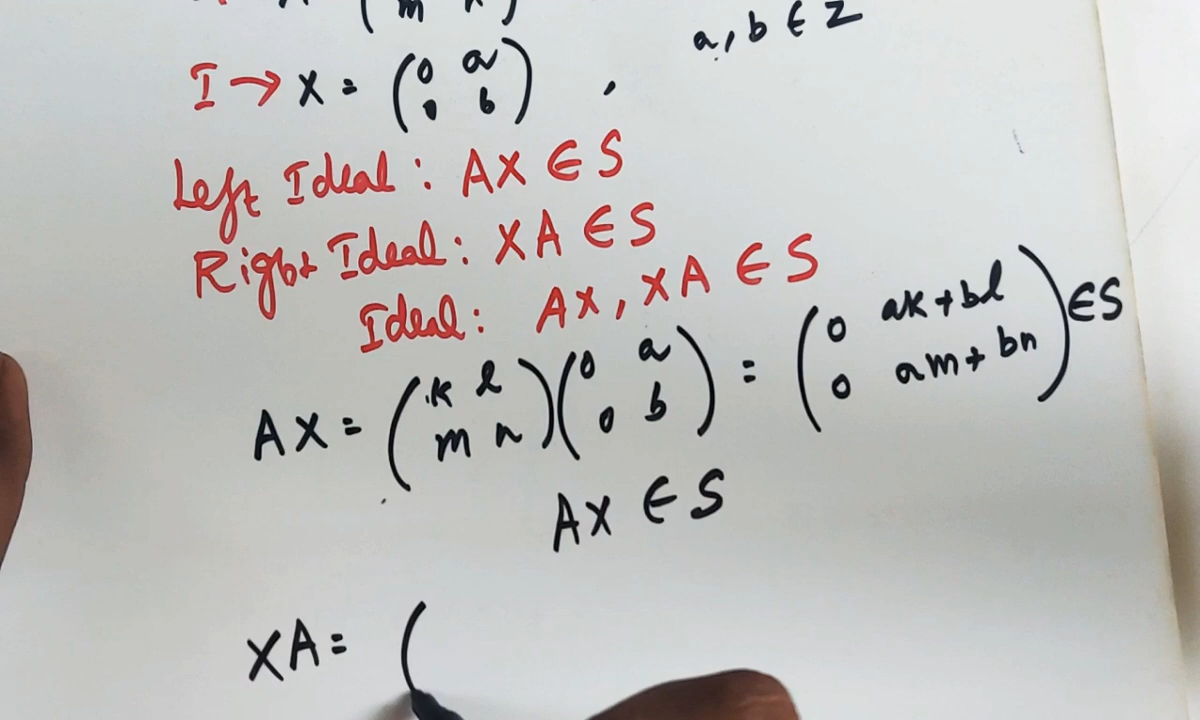 m
I → X = (0 a
0 b) , a, b ∈ Z
Left Ideal : AX ∈ S
Right Ideal : XA ∈ S
Ideal : AX, XA ∈ S
AX = (k l
m n)(0 a
0 b) = (0 ak+bl
0 am+bn) ∈ S
AX ∈ S
XA = (